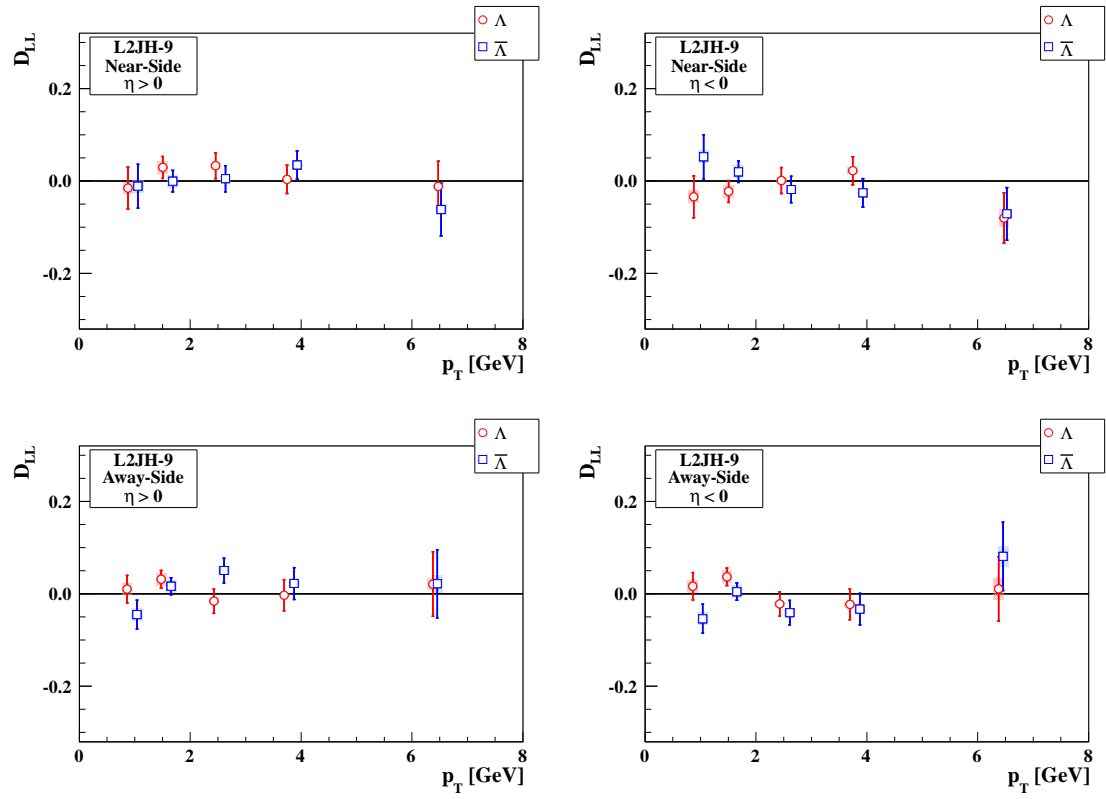 Λ
Λ̅
D_LL
L2JH-9
Near-Side
η > 0
0.2
0.0
-0.2
0 2 4 6 8
p_T [GeV]
Λ
Λ̅
D_LL
L2JH-9
Near-Side
η < 0
0.2
0.0
-0.2
0 2 4 6 8
p_T [GeV]
Λ
Λ̅
D_LL
L2JH-9
Away-Side
η > 0
0.2
0.0
-0.2
0 2 4 6 8
p_T [GeV]
Λ
Λ̅
D_LL
L2JH-9
Away-Side
η < 0
0.2
0.0
-0.2
0 2 4 6 8
p_T [GeV]